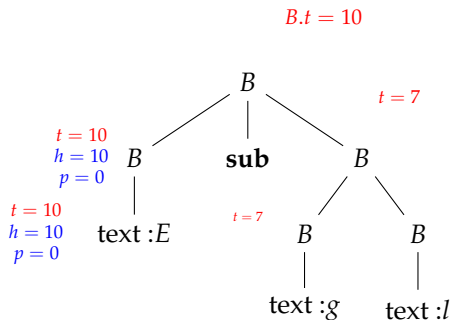 B.t = 10
B
t = 7
t = 10
h = 10
p = 0
B
sub
B
t = 10
h = 10
p = 0
text :E
t = 7
B
B
text :g
text :l